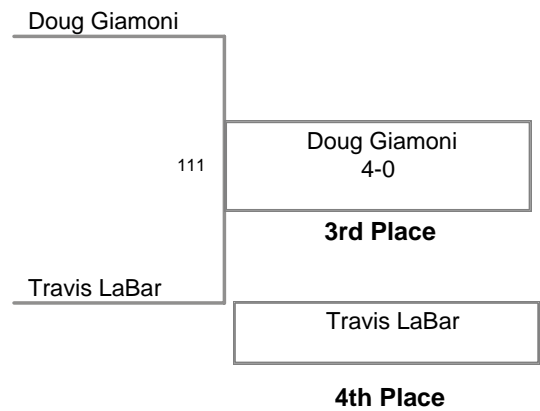 Doug Giamoni
Doug Giamoni
4-0
111
3rd Place
Travis LaBar
Travis LaBar
4th Place